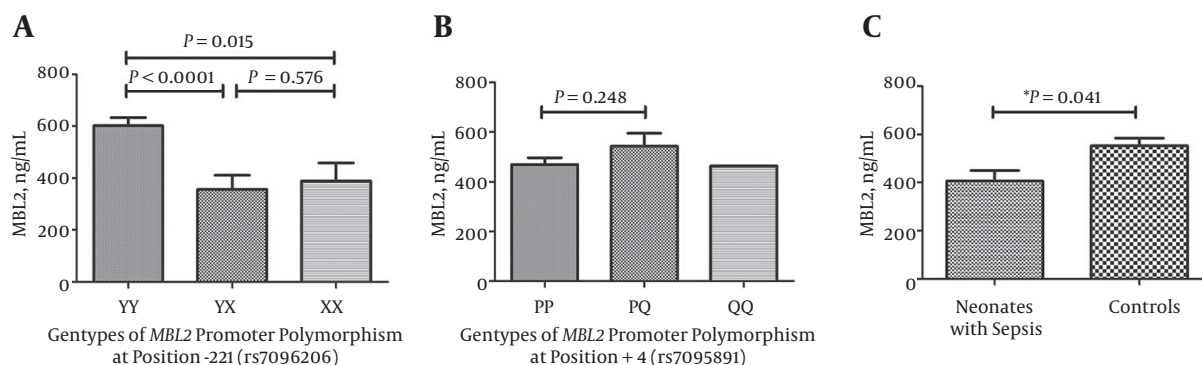 A
P = 0.015
P < 0.0001
P = 0.576
800
600
400
200
0
MBL2, ng/mL
YY
YX
XX
Gentypes of MBL2 Promoter Polymorphism
at Position -221 (rs7096206)
B
P = 0.248
800
600
400
200
0
MBL2, ng/mL
PP
PQ
QQ
Gentypes of MBL2 Promoter Polymorphism
at Position + 4 (rs7095891)
C
*P = 0.041
800
600
400
200
0
MBL2, ng/mL
Neonates
with Sepsis
Controls